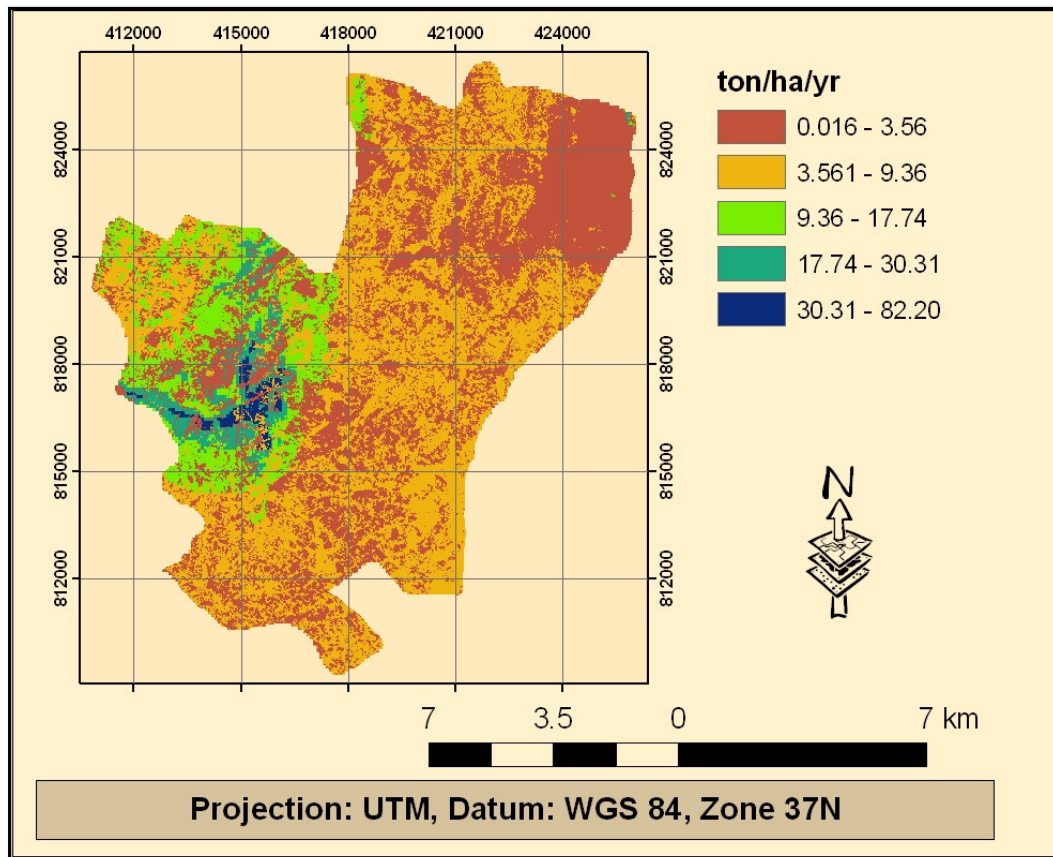 412000 415000 418000 421000 424000
ton/ha/yr
0.016 - 3.56
3.561 - 9.36
9.36 - 17.74
17.74 - 30.31
30.31 - 82.20
824000 824000
821000 821000
818000 818000
815000 815000
812000 812000
N
7 3.5 0 7 km
Projection: UTM, Datum: WGS 84, Zone 37N